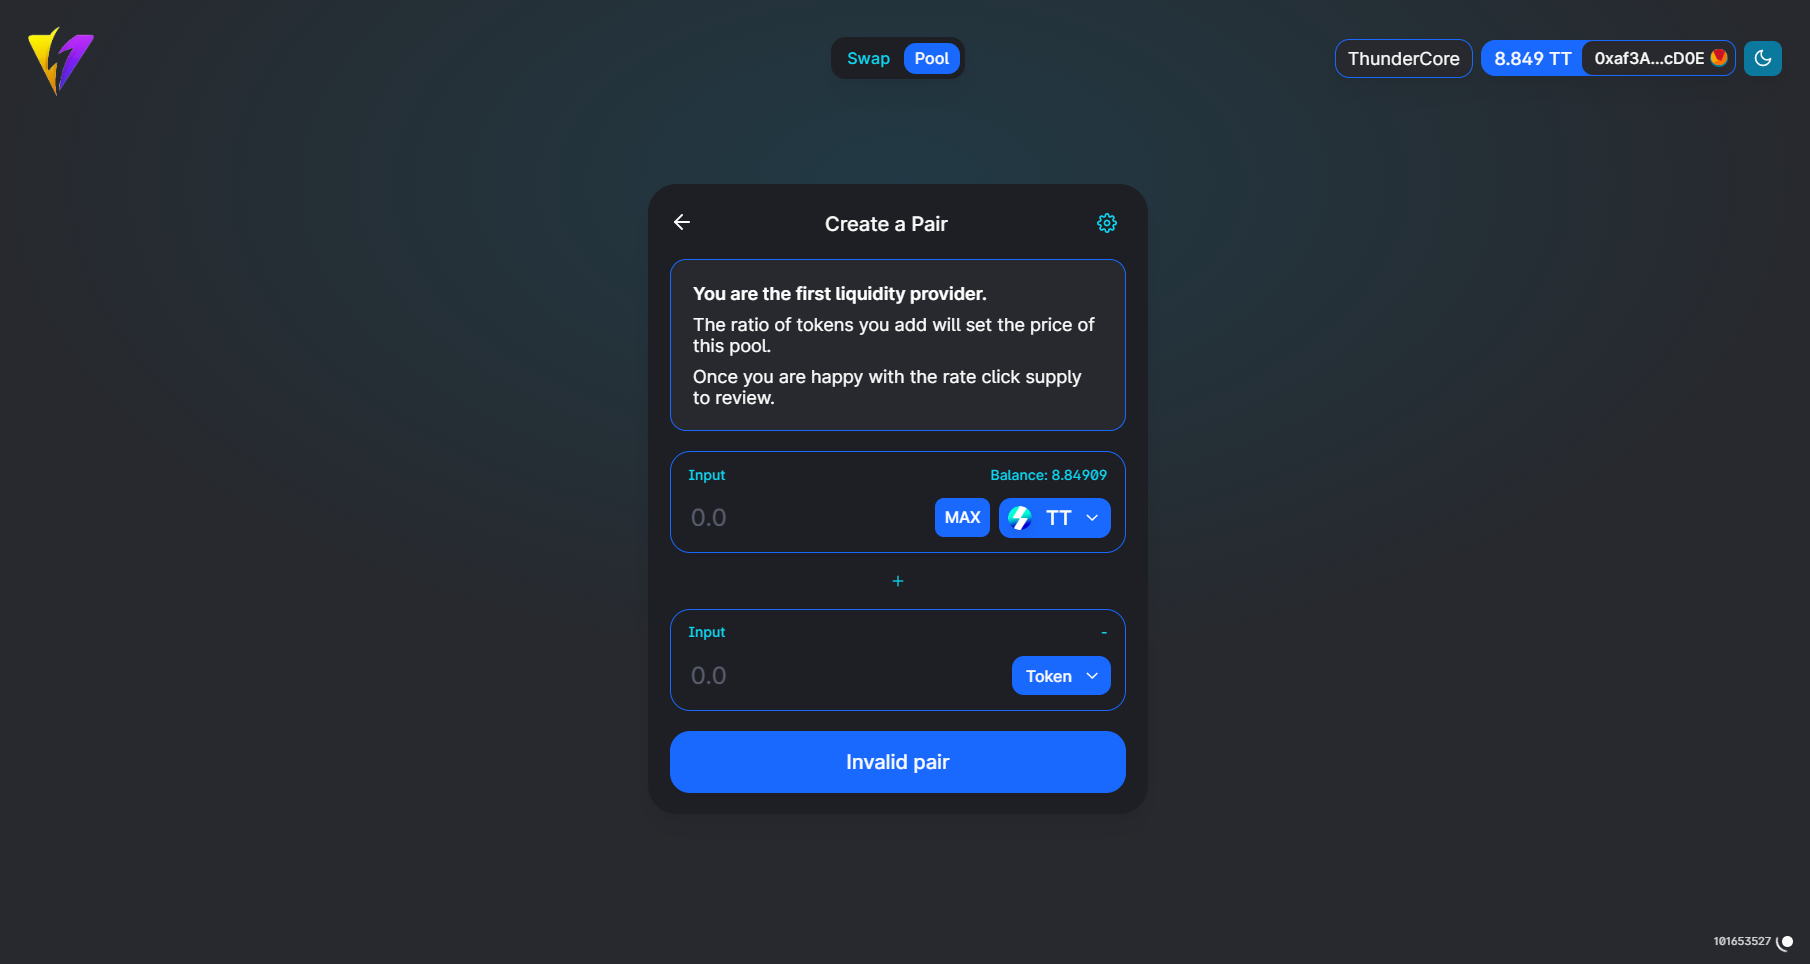 Swap Pool
ThunderCore 8.849 TT 0xaf3A...cD0E
Create a Pair
You are the first liquidity provider.
The ratio of tokens you add will set the price of
this pool.
Once you are happy with the rate click supply
to review.
Input Balance: 8.84909
0.0 MAX TT
+
Input -
0.0 Token
Invalid pair
101653527